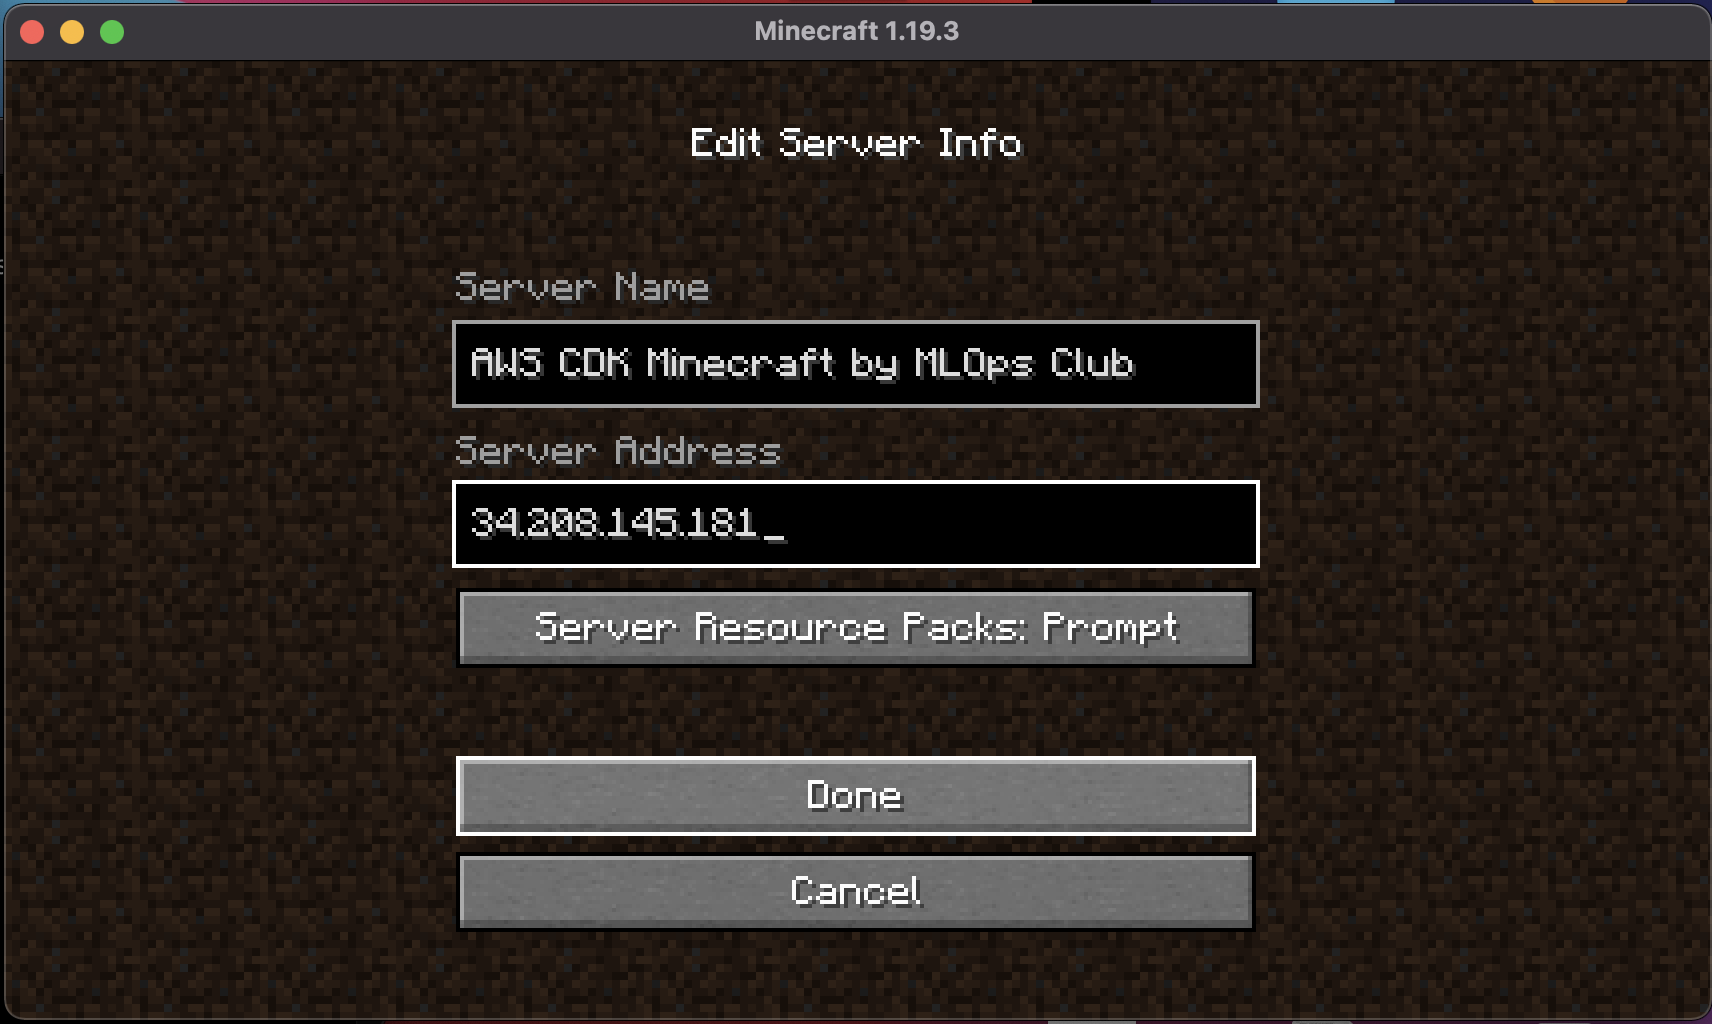 Minecraft 1.19.3
Edit Server Info
Server Name
AWS CDK Minecraft by MLOps Club
Server Address
34.208.145.181_
Server Resource Packs: Prompt
Done
Cancel